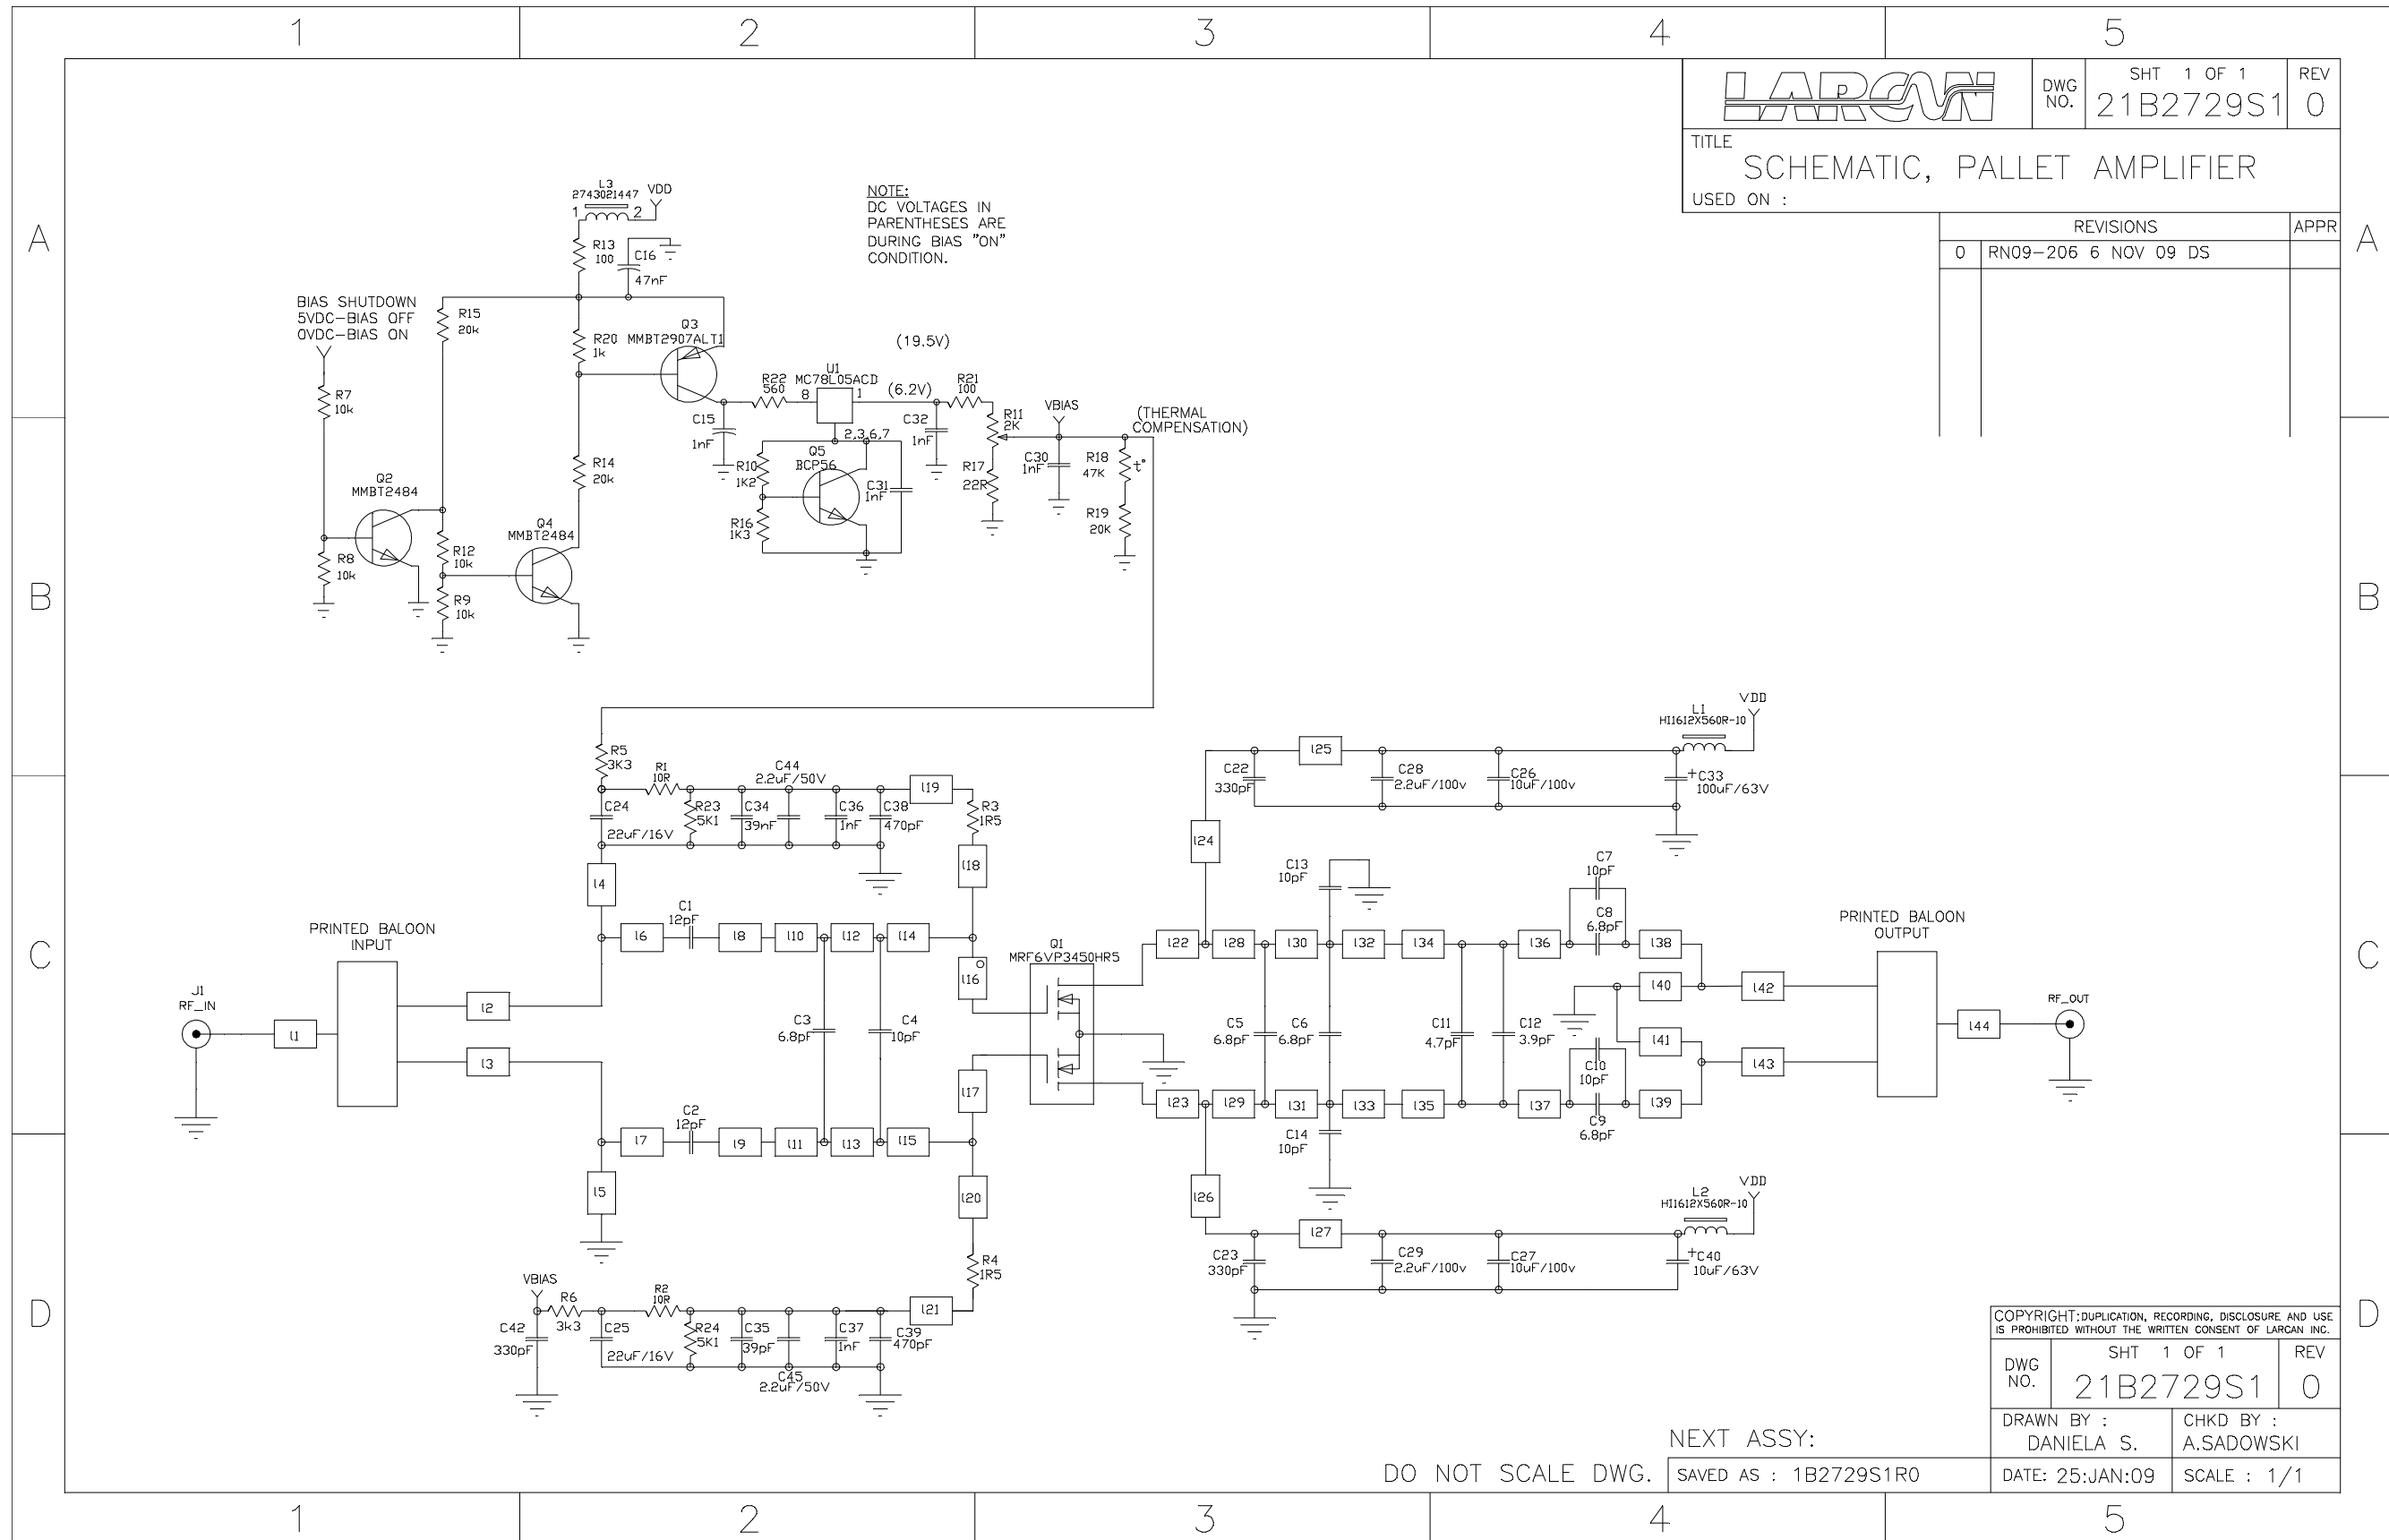 1 2 3 4 5
LARCAN
DWG NO.
SHT 1 OF 1
21B2729S1
REV
0
TITLE
SCHEMATIC, PALLET AMPLIFIER
USED ON :
REVISIONS
APPR
0 RN09-206 6 NOV 09 DS
A
A
B
B
C
C
D
D
L3
2743021447
VDD
1 2
R13
100
C16
47nF
NOTE:
DC VOLTAGES IN
PARENTHESES ARE
DURING BIAS "ON"
CONDITION.
BIAS SHUTDOWN
5VDC-BIAS OFF
0VDC-BIAS ON
R15
20k
R20
1k
Q3
MMBT2907ALT1
(19.5V)
R7
10k
R22
560
U1
MC78L05ACD
8 1
(6.2V)
R21
100
C15
1nF
2,3,6,7
C32
1nF
R11
2K
VBIAS
(THERMAL
COMPENSATION)
R14
20k
R10
1K2
Q5
BCP56
C31
1nF
R17
22R
C30
1nF
R18
47K
t°
Q2
MMBT2484
R16
1K3
R19
20K
Q4
MMBT2484
R8
10k
R12
10k
R9
10k
R5
3K3
R1
10R
C44
2.2uF/50V
l19
C24
22uF/16V
R23
5K1
C34
39nF
C36
1nF
C38
470pF
R3
1R5
l18
l4
PRINTED BALOON
INPUT
l6
C1
12pF
l8
l10
l12
l14
l16
J1
RF_IN
l1
l2
l3
C3
6.8pF
C4
10pF
Q1
MRF6VP3450HR5
l17
l7
C2
12pF
l9
l11
l13
l15
l5
l20
R4
1R5
VBIAS
R6
3k3
R2
10R
l21
C42
330pF
C25
22uF/16V
R24
5K1
C35
39pF
C37
1nF
C39
470pF
C45
2.2uF/50V
L1
HI1612X560R-10
VDD
C22
330pF
l25
C28
2.2uF/100v
C26
10uF/100v
+
C33
100uF/63V
l24
C13
10pF
C7
10pF
C8
6.8pF
PRINTED BALOON
OUTPUT
l22
l28
l30
l32
l34
l36
l38
l40
l42
C5
6.8pF
C6
6.8pF
C11
4.7pF
C12
3.9pF
l41
l43
l44
RF_OUT
C10
10pF
C9
6.8pF
l23
l29
l31
l33
l35
l37
l39
C14
10pF
l26
L2
HI1612X560R-10
VDD
C23
330pF
l27
C29
2.2uF/100v
C27
10uF/100v
+
C40
10uF/63V
COPYRIGHT:DUPLICATION, RECORDING, DISCLOSURE AND USE
IS PROHIBITED WITHOUT THE WRITTEN CONSENT OF LARCAN INC.
DWG NO.
SHT 1 OF 1
21B2729S1
REV
0
DRAWN BY :
DANIELA S.
CHKD BY :
A.SADOWSKI
NEXT ASSY:
DO NOT SCALE DWG.
SAVED AS : 1B2729S1R0
DATE: 25:JAN:09
SCALE : 1/1
1 2 3 4 5